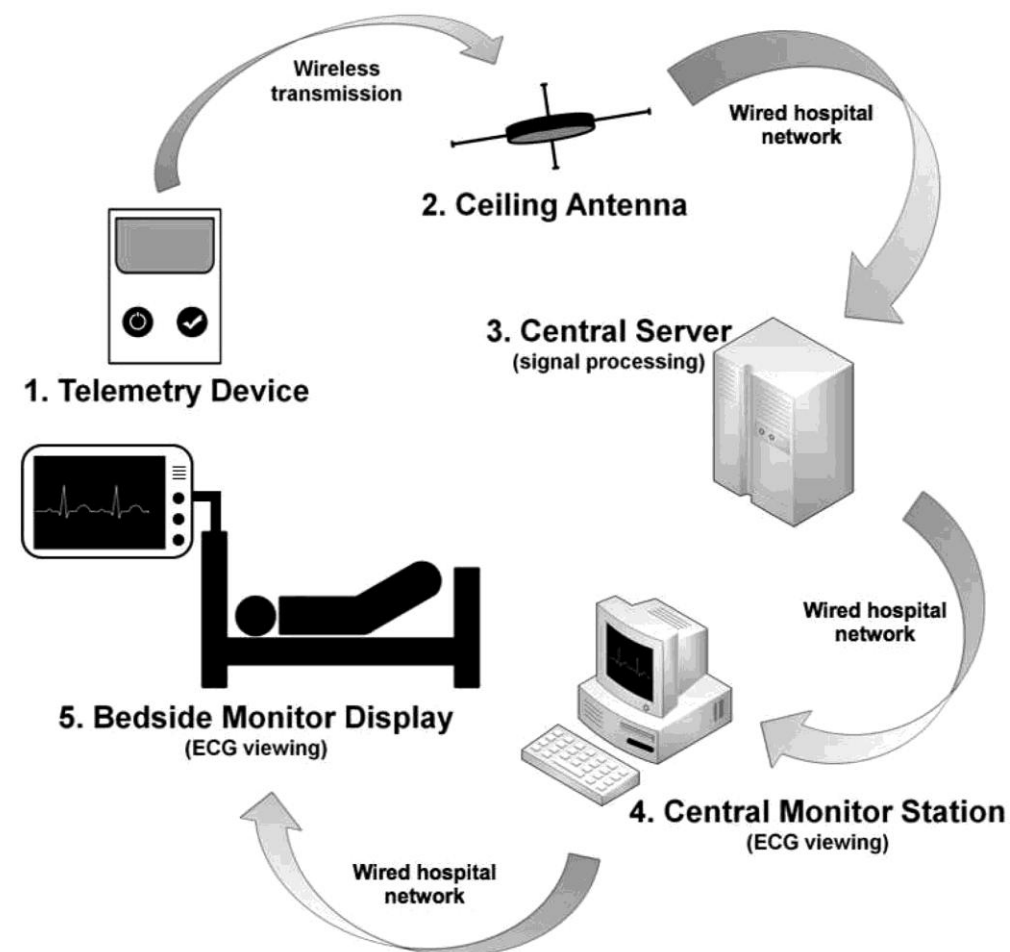 Wireless
transmission
Wired hospital
network
2. Ceiling Antenna
3. Central Server
(signal processing)
1. Telemetry Device
Wired hospital
network
5. Bedside Monitor Display
(ECG viewing)
4. Central Monitor Station
(ECG viewing)
Wired hospital
network